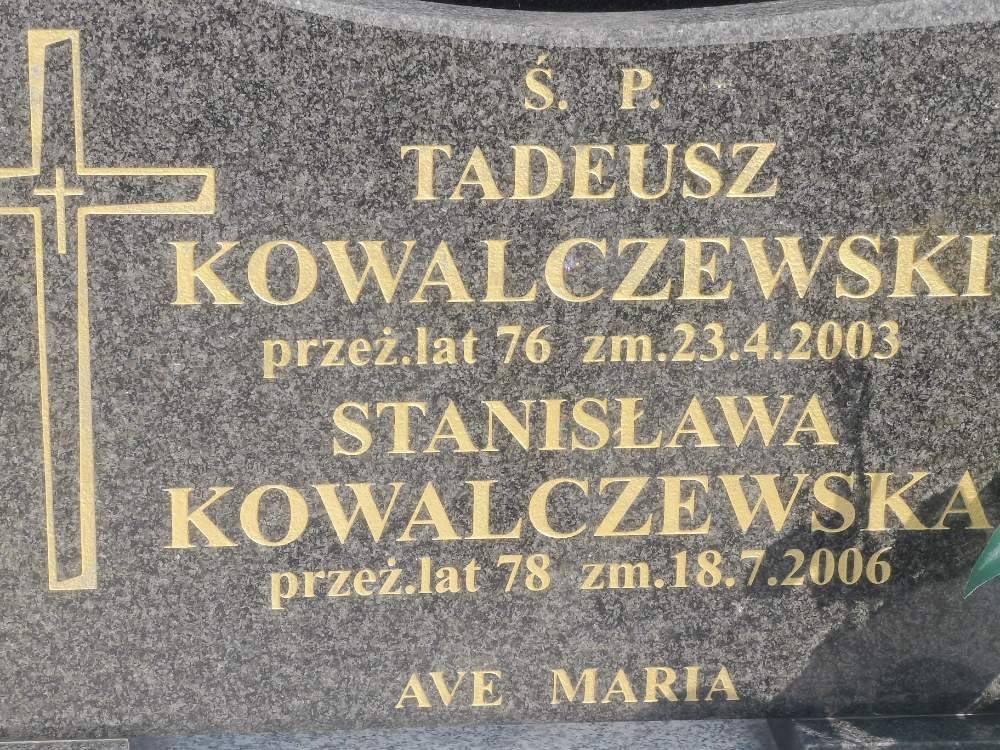 Ś. P.
TADEUSZ
KOWALCZEWSKI
przeż.lat 76 zm.23.4.2003
STANISŁAWA
KOWALCZEWSKA
przeż.lat 78 zm.18.7.2006
AVE MARIA